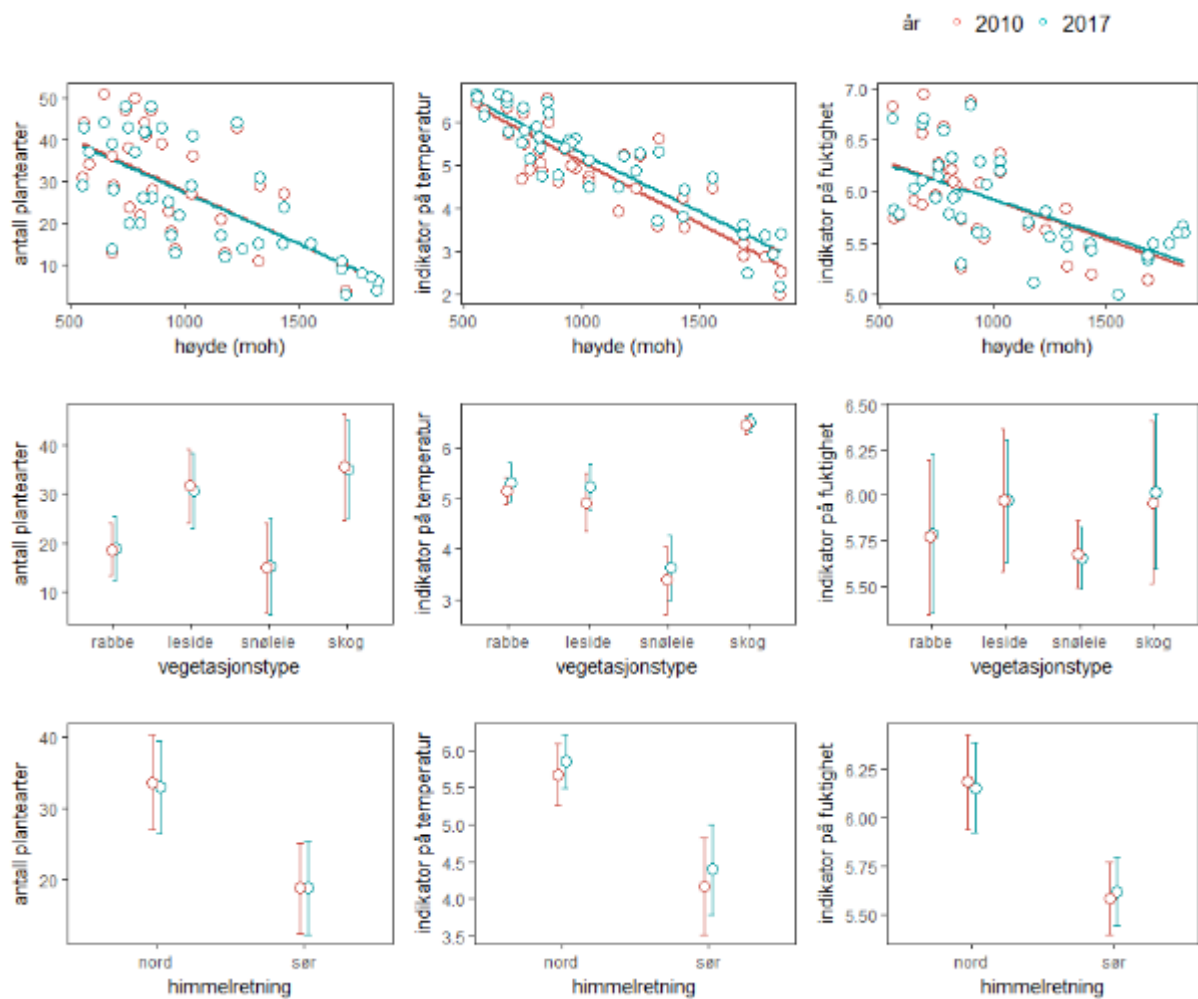 år 2010 2017
antall plantearter
50
40
30
20
10
500 1000 1500
høyde (moh)
indikator på temperatur
6
5
4
3
2
500 1000 1500
høyde (moh)
indikator på fuktighet
7.0
6.5
6.0
5.5
5.0
500 1000 1500
høyde (moh)
antall plantearter
40
30
20
10
rabbe leside snøleie skog
vegetasjonstype
indikator på temperatur
6
5
4
3
rabbe leside snøleie skog
vegetasjonstype
indikator på fuktighet
6.50
6.25
6.00
5.75
5.50
rabbe leside snøleie skog
vegetasjonstype
antall plantearter
40
30
20
nord sør
himmelretning
indikator på temperatur
6.0
5.5
5.0
4.5
4.0
3.5
nord sør
himmelretning
indikator på fuktighet
6.25
6.00
5.75
5.50
nord sør
himmelretning